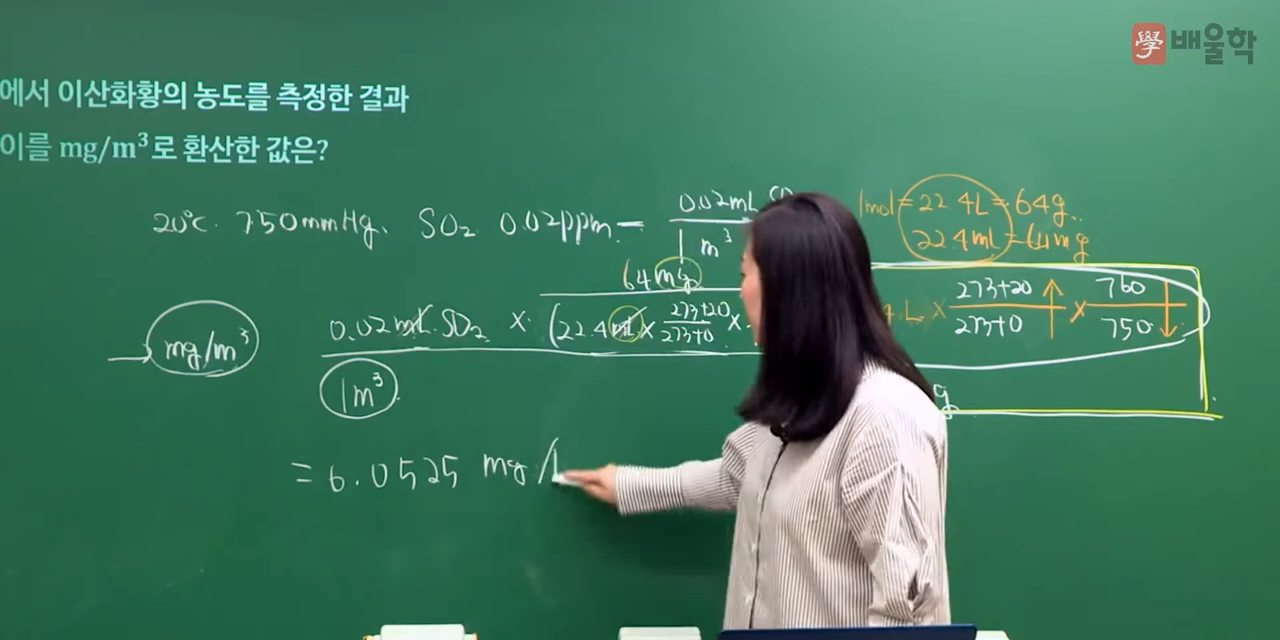 學 배울학
에서 이산화황의 농도를 측정한 결과
이를 mg/m³로 환산한 값은?
20℃. 750mmHg. SO₂ 0.02ppm = 0.02mL / m³
1mol = 22.4L = 64g
22.4mL = 64mg
64mg
0.02mL SO₂ × (22.4mL × 273+20 / 273+0 ×
L × 273+20 / 273+0 × 760 / 750
→ mg/m³
1m³
g
= 6.0525 mg/